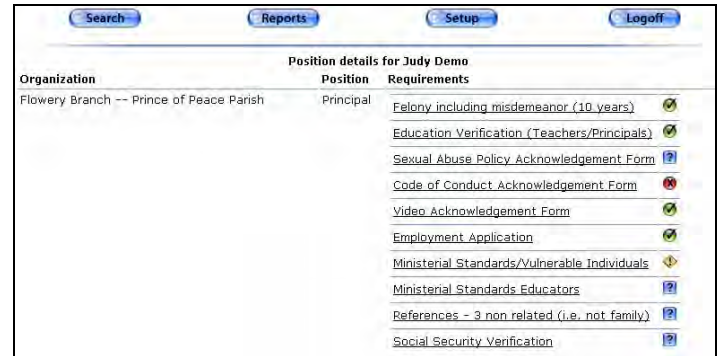 Search Reports Setup Logoff
Position details for Judy Demo
Organization Position Requirements
Flowery Branch -- Prince of Peace Parish Principal Felony including misdemeanor (10 years)
Education Verification (Teachers/Principals)
Sexual Abuse Policy Acknowledgement Form
Code of Conduct Acknowledgement Form
Video Acknowledgement Form
Employment Application
Ministerial Standards/Vulnerable Individuals
Ministerial Standards Educators
References - 3 non related (i.e. not family)
Social Security Verification